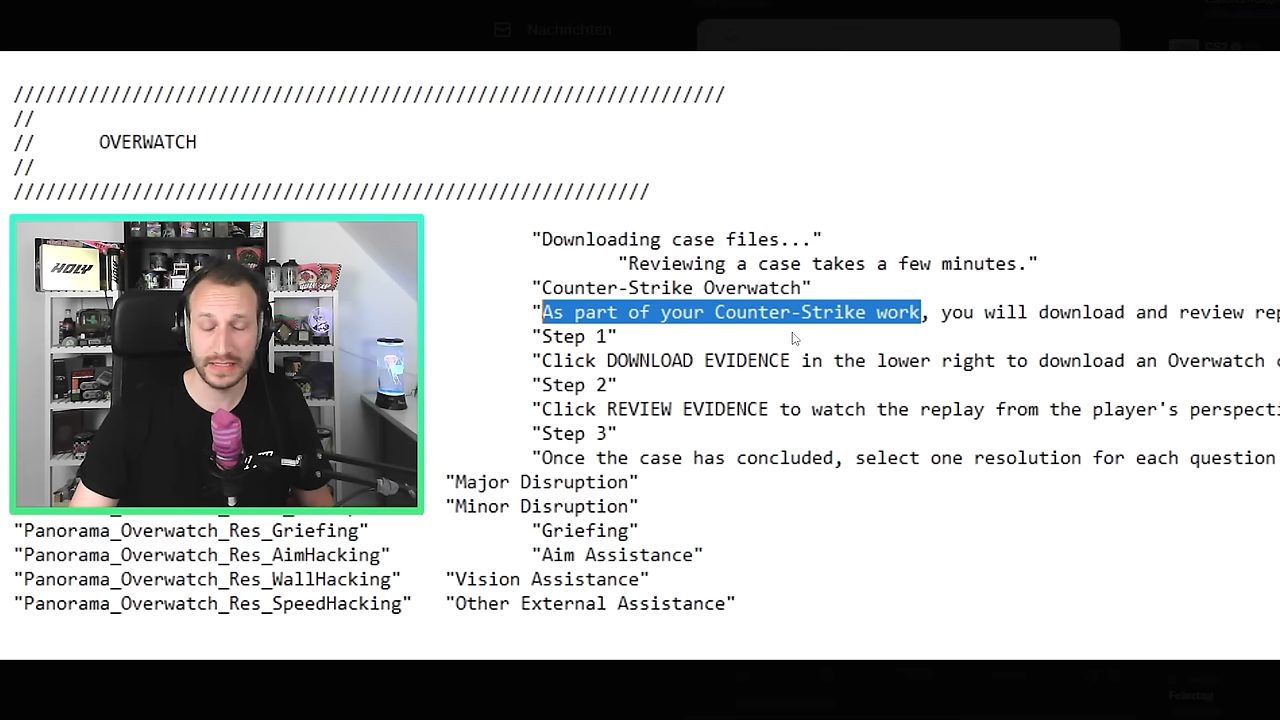 Nachrichten
////////////////////////////////////////////////////////////////////
//
// OVERWATCH
//
/////////////////////////////////////////////////////////////
HOLY
"Downloading case files..."
"Reviewing a case takes a few minutes."
"Counter-Strike Overwatch"
"As part of your Counter-Strike work, you will download and review rep
"Step 1"
"Click DOWNLOAD EVIDENCE in the lower right to download an Overwatch c
"Step 2"
"Click REVIEW EVIDENCE to watch the replay from the player's perspecti
"Step 3"
"Once the case has concluded, select one resolution for each question
"Major Disruption"
"Minor Disruption"
"Panorama_Overwatch_Res_Griefing" "Griefing"
"Panorama_Overwatch_Res_AimHacking" "Aim Assistance"
"Panorama_Overwatch_Res_WallHacking" "Vision Assistance"
"Panorama_Overwatch_Res_SpeedHacking" "Other External Assistance"
Feiertag